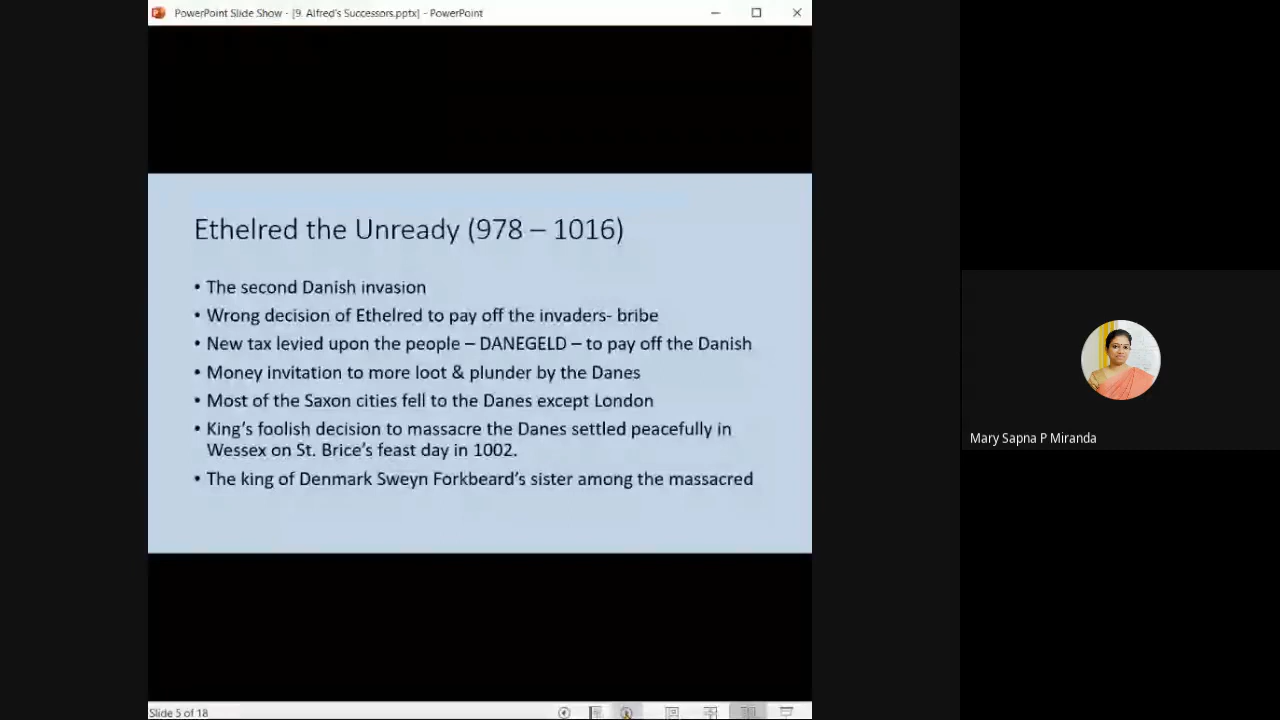 PowerPoint Slide Show - [9. Alfred's Successors.pptx] - PowerPoint
Ethelred the Unready (978 – 1016)
• The second Danish invasion
• Wrong decision of Ethelred to pay off the invaders- bribe
• New tax levied upon the people – DANEGELD – to pay off the Danish
• Money invitation to more loot & plunder by the Danes
• Most of the Saxon cities fell to the Danes except London
• King's foolish decision to massacre the Danes settled peacefully in
Wessex on St. Brice's feast day in 1002.
• The king of Denmark Sweyn Forkbeard's sister among the massacred
Mary Sapna P Miranda
Slide 5 of 18